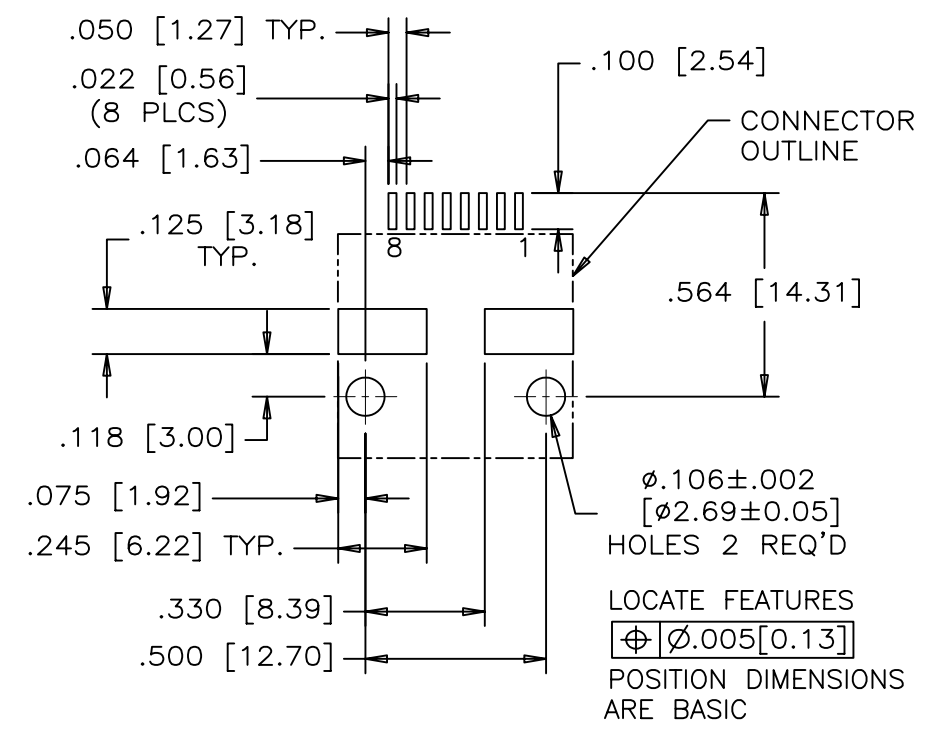 .050 [1.27] TYP.
.022 [0.56]
(8 PLCS)
.064 [1.63]
.100 [2.54]
CONNECTOR
OUTLINE
.125 [3.18]
TYP.
8
1
.564 [14.31]
.118 [3.00]
.075 [1.92]
.245 [6.22] TYP.
.330 [8.39]
.500 [12.70]
ø.106±.002
[ø2.69±0.05]
HOLES 2 REQ'D
LOCATE FEATURES
⌖ Ø.005[0.13]
POSITION DIMENSIONS
ARE BASIC